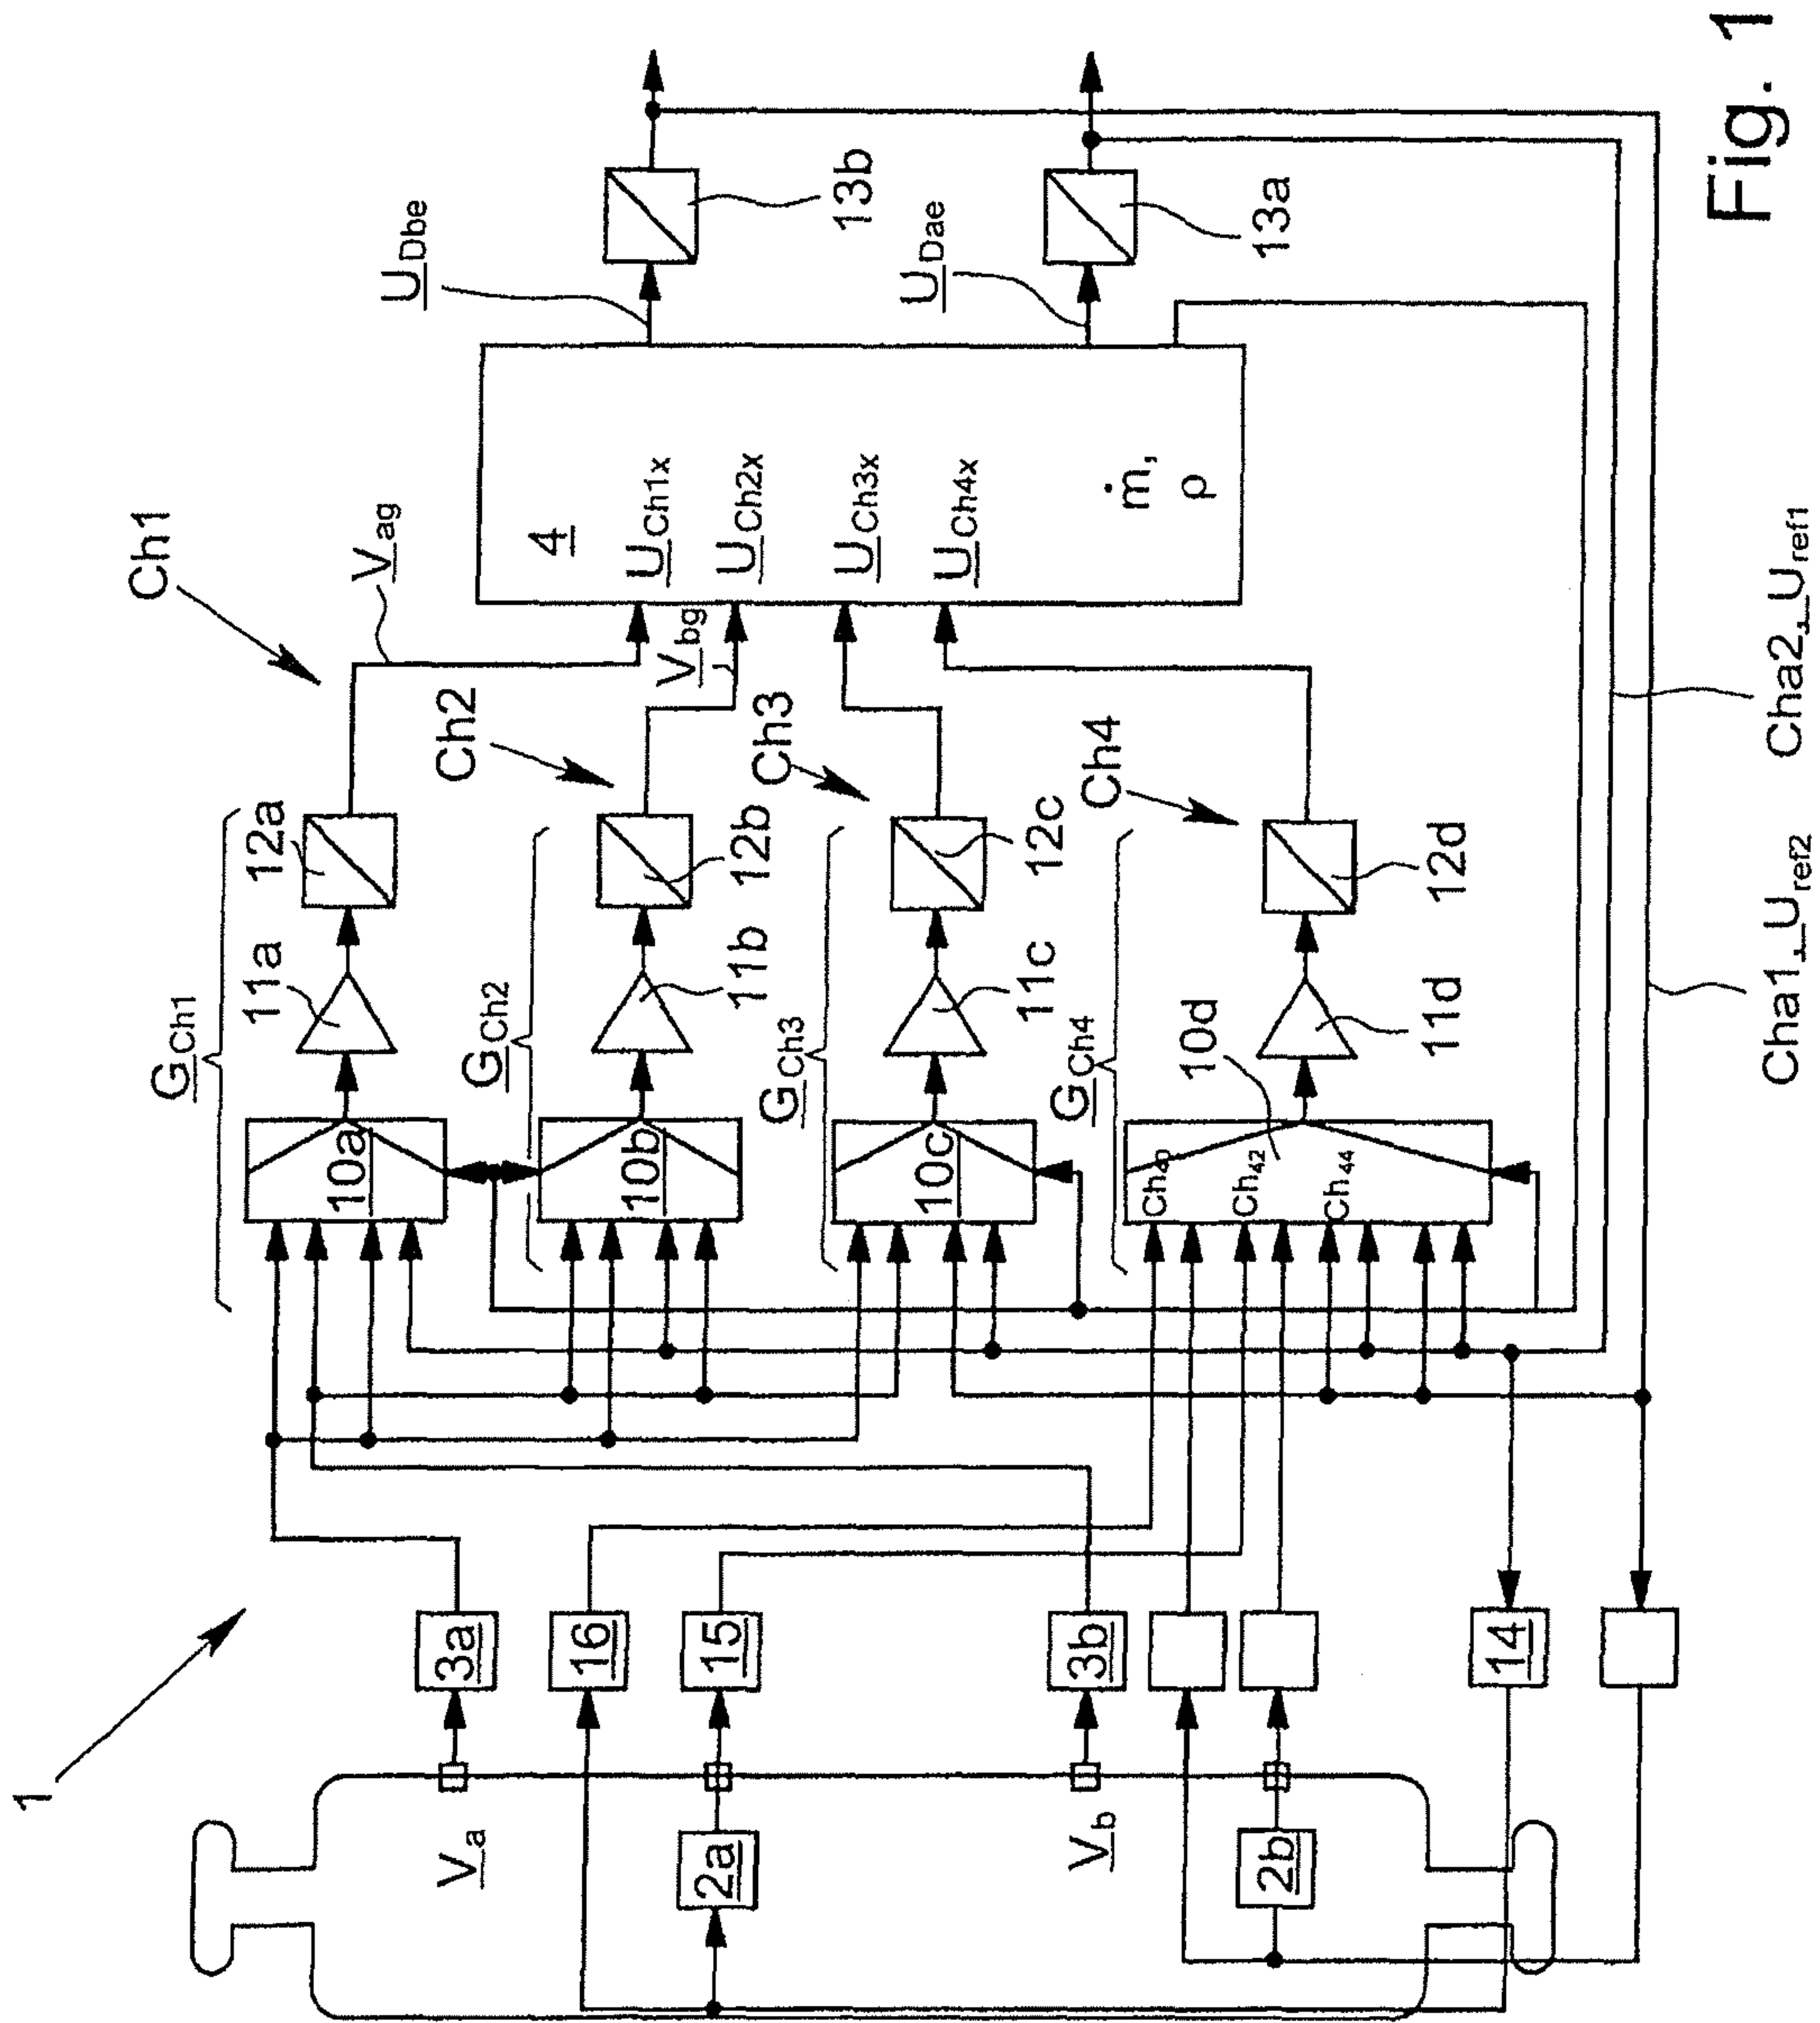 1
V_a
2a
V_b
2b
3a
16
15
3b
14
G_Ch1
10a
11a
12a
Ch1
V_ag
G_Ch2
10b
11b
12b
Ch2
V_bg
G_Ch3
10c
11c
12c
Ch3
G_Ch4
10d
Ch40
Ch42
Ch44
11d
12d
Ch4
4
U_Ch1x
U_Ch2x
U_Ch3x
U_Ch4x
ṁ,
ρ
U_Dbe
13b
U_Dae
13a
Cha1, U_ref2
Cha2, U_ref1
Fig. 1